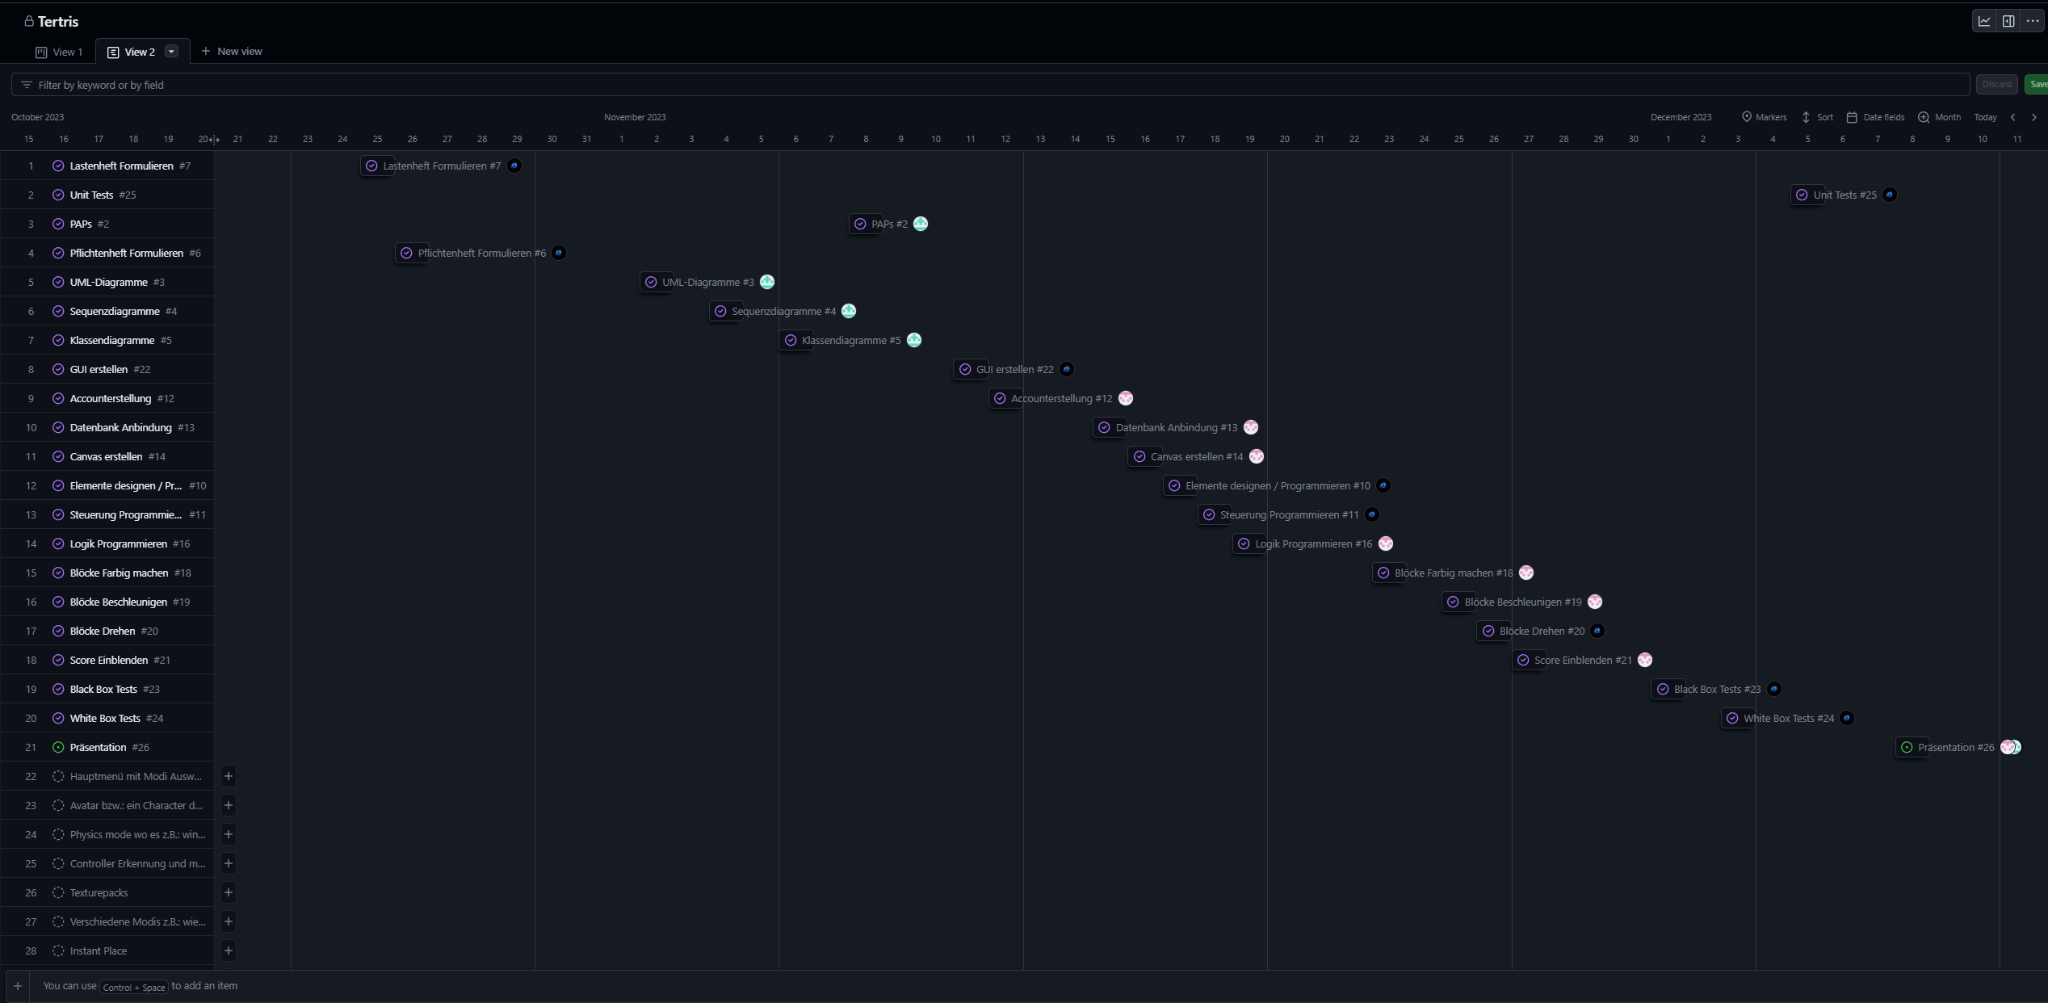 Tertris
View 1
View 2
New view
Filter by keyword or by field
Discard
Save
October 2023 November 2023 December 2023 Markers Sort Date fields Month Today
15 16 17 18 19 20 21 22 23 24 25 26 27 28 29 30 31 1 2 3 4 5 6 7 8 9 10 11 12 13 14 15 16 17 18 19 20 21 22 23 24 25 26 27 28 29 30 1 2 3 4 5 6 7 8 9 10 11
1 Lastenheft Formulieren #7 Lastenheft Formulieren #7
2 Unit Tests #25 Unit Tests #25
3 PAPs #2 PAPs #2
4 Pflichtenheft Formulieren #6 Pflichtenheft Formulieren #6
5 UML-Diagramme #3 UML-Diagramme #3
6 Sequenzdiagramme #4 Sequenzdiagramme #4
7 Klassendiagramme #5 Klassendiagramme #5
8 GUI erstellen #22 GUI erstellen #22
9 Accounterstellung #12 Accounterstellung #12
10 Datenbank Anbindung #13 Datenbank Anbindung #13
11 Canvas erstellen #14 Canvas erstellen #14
12 Elemente designen / Pr... #10 Elemente designen / Programmieren #10
13 Steuerung Programmie... #11 Steuerung Programmieren #11
14 Logik Programmieren #16 Logik Programmieren #16
15 Blöcke Farbig machen #18 Blöcke Farbig machen #18
16 Blöcke Beschleunigen #19 Blöcke Beschleunigen #19
17 Blöcke Drehen #20 Blöcke Drehen #20
18 Score Einblenden #21 Score Einblenden #21
19 Black Box Tests #23 Black Box Tests #23
20 White Box Tests #24 White Box Tests #24
21 Präsentation #26 Präsentation #26
22 Hauptmenü mit Modi Ausw...
23 Avatar bzw.: ein Character d...
24 Physics mode wo es z.B.: win...
25 Controller Erkennung und m...
26 Texturepacks
27 Verschiedene Modis z.B.: wie...
28 Instant Place
You can use Control + Space to add an item